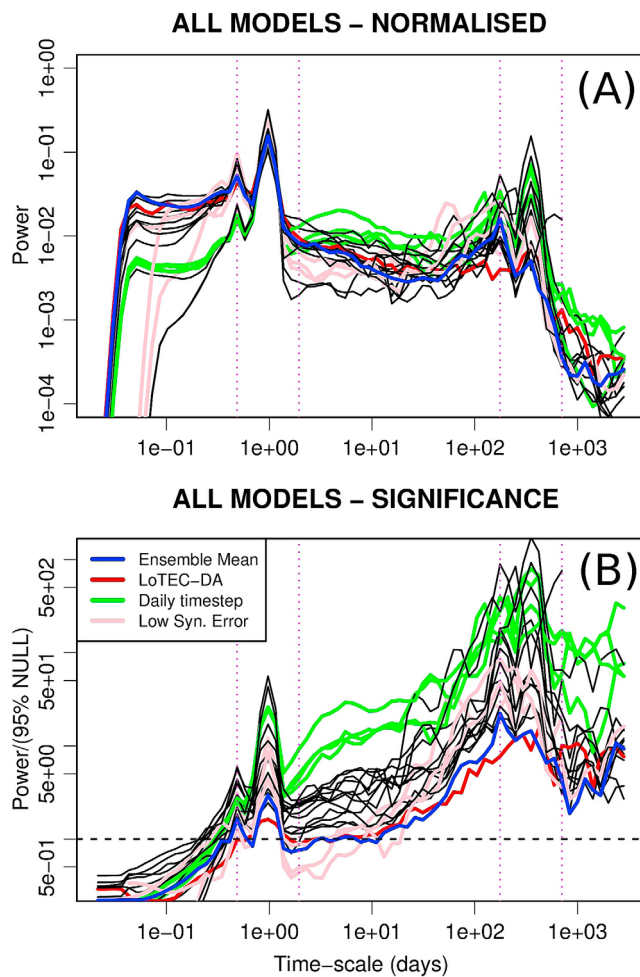 ALL MODELS − NORMALISED
(A)
Power
1e+00
1e−01
1e−02
1e−03
1e−04
1e−01 1e+00 1e+01 1e+02 1e+03
ALL MODELS − SIGNIFICANCE
(B)
Ensemble Mean
LoTEC−DA
Daily timestep
Low Syn. Error
Power/(95% NULL)
5e+02
5e+01
5e+00
5e−01
1e−01 1e+00 1e+01 1e+02 1e+03
Time−scale (days)